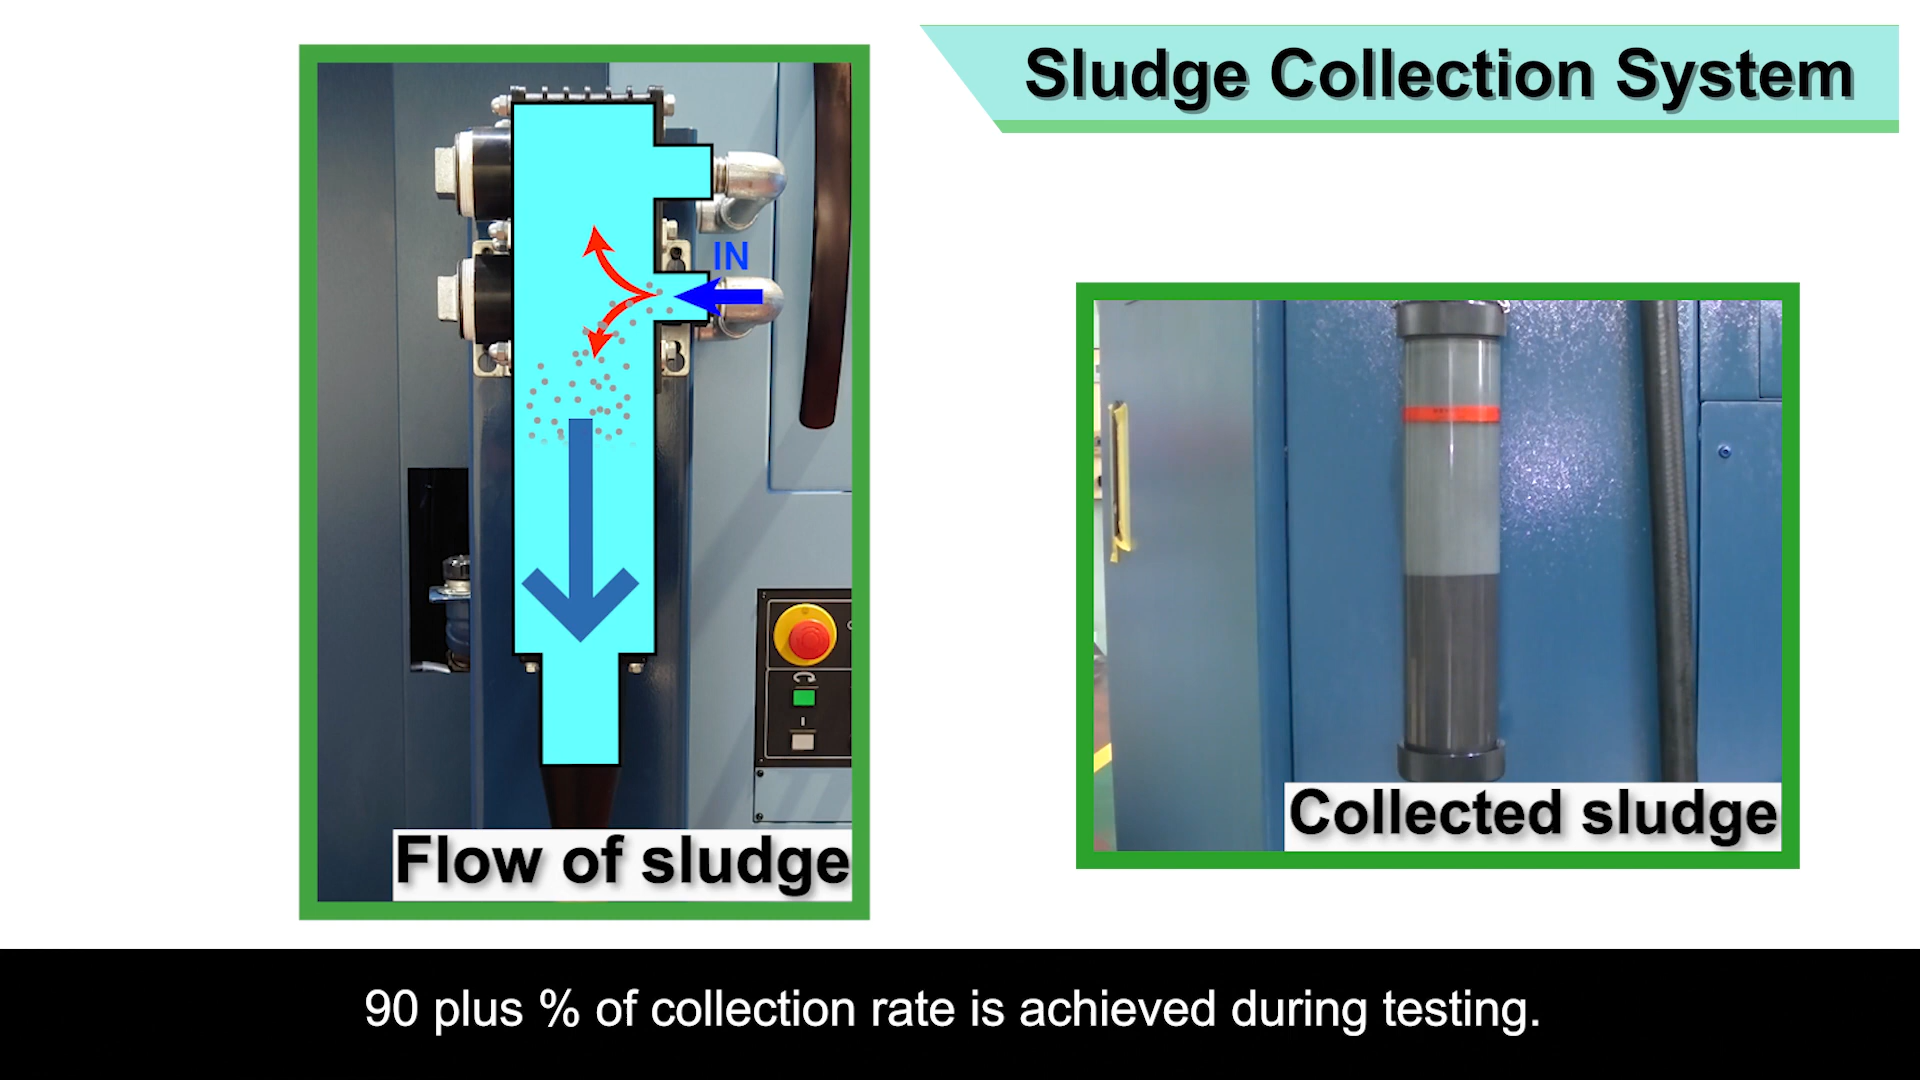 Sludge Collection System
IN
Flow of sludge
Collected sludge
90 plus % of collection rate is achieved during testing.